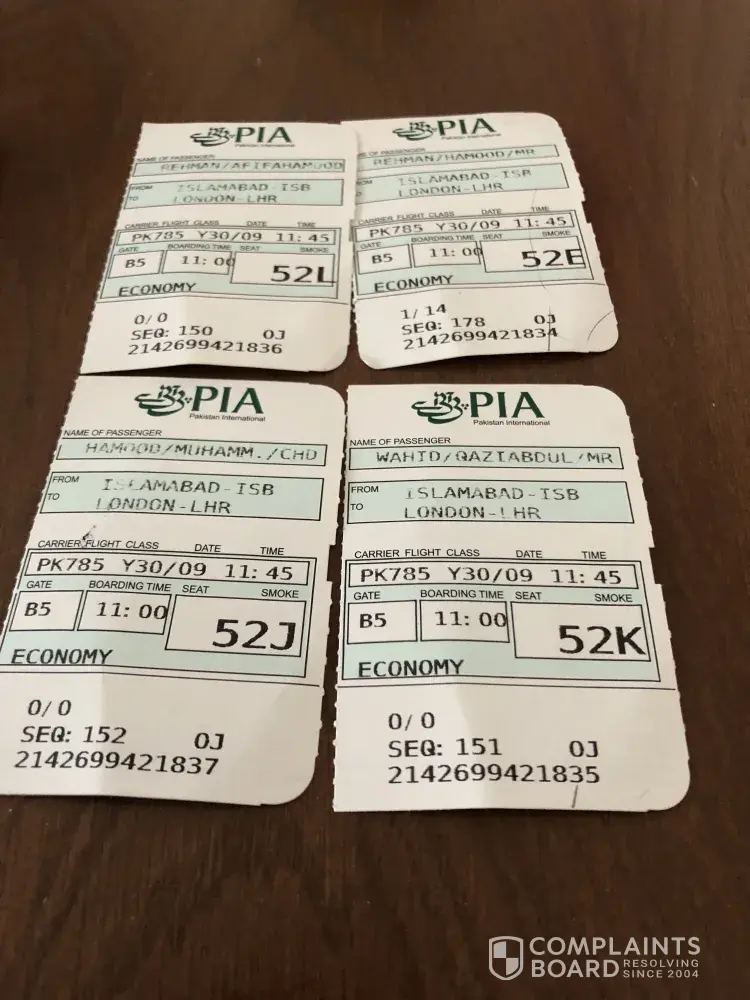 PIA
Pakistan International
NAME OF PASSENGER
REHMAN/AFIFAHAMOOD
FROM ISLAMABAD-ISB
TO LONDON-LHR
CARRIER FLIGHT CLASS DATE TIME
PK785 Y30/09 11:45
GATE BOARDING TIME SEAT SMOKE
B5 11:00 52L
ECONOMY
0/0
SEQ: 150 OJ
2142699421836
PIA
Pakistan International
NAME OF PASSENGER
REHMAN/HAMOOD/MR
FROM ISLAMABAD-ISB
TO LONDON-LHR
CARRIER FLIGHT CLASS DATE TIME
PK785 Y30/09 11:45
GATE BOARDING TIME SEAT SMOKE
B5 11:00 52E
ECONOMY
1/14
SEQ: 178 OJ
2142699421834
PIA
Pakistan International
NAME OF PASSENGER
HAMOOD/MUHAMM./CHD
FROM ISLAMABAD-ISB
TO LONDON-LHR
CARRIER FLIGHT CLASS DATE TIME
PK785 Y30/09 11:45
GATE BOARDING TIME SEAT SMOKE
B5 11:00 52J
ECONOMY
0/0
SEQ: 152 OJ
2142699421837
PIA
Pakistan International
NAME OF PASSENGER
WAHID/QAZIABDUL/MR
FROM ISLAMABAD-ISB
TO LONDON-LHR
CARRIER FLIGHT CLASS DATE TIME
PK785 Y30/09 11:45
GATE BOARDING TIME SEAT SMOKE
B5 11:00 52K
ECONOMY
0/0
SEQ: 151 OJ
2142699421835
COMPLAINTS
BOARD RESOLVING
SINCE 2004